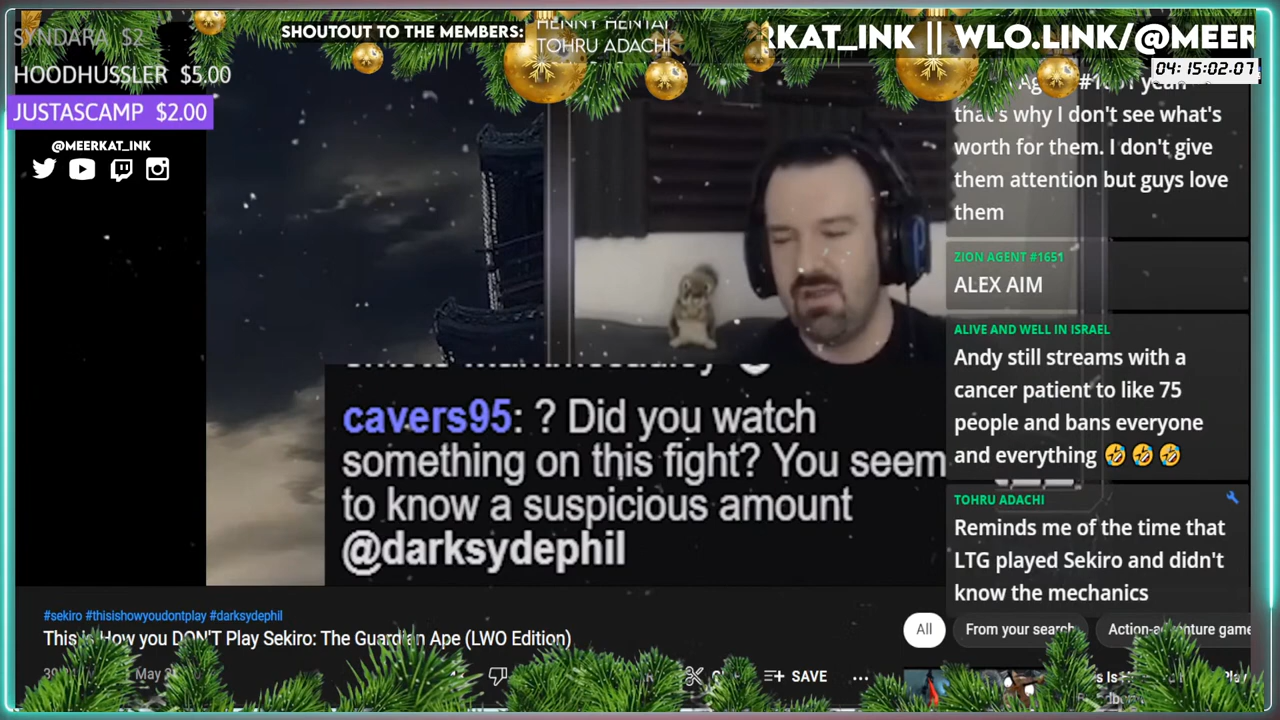 SYNDARA $2
HOODHUSSLER $5.00
JUSTASCAMP $2.00
@MEERKAT_INK
SHOUTOUT TO THE MEMBERS:
HENNY HENTAI
TOHRU ADACHI
RKAT_INK || WLO.LINK/@MEER
04:15:02.07
that's why I don't see what's
worth for them. I don't give
them attention but guys love
them
ZION AGENT #1651
ALEX AIM
ALIVE AND WELL IN ISRAEL
Andy still streams with a
cancer patient to like 75
people and bans everyone
and everything 🤣🤣🤣
TOHRU ADACHI
Reminds me of the time that
LTG played Sekiro and didn't
know the mechanics
cavers95: ? Did you watch
something on this fight? You seem
to know a suspicious amount
@darksydephil
#sekiro #thisishowyoudontplay #darksydephil
This is How you DON'T Play Sekiro: The Guardian Ape (LWO Edition)
SAVE
All
From your search
Action-adventure game